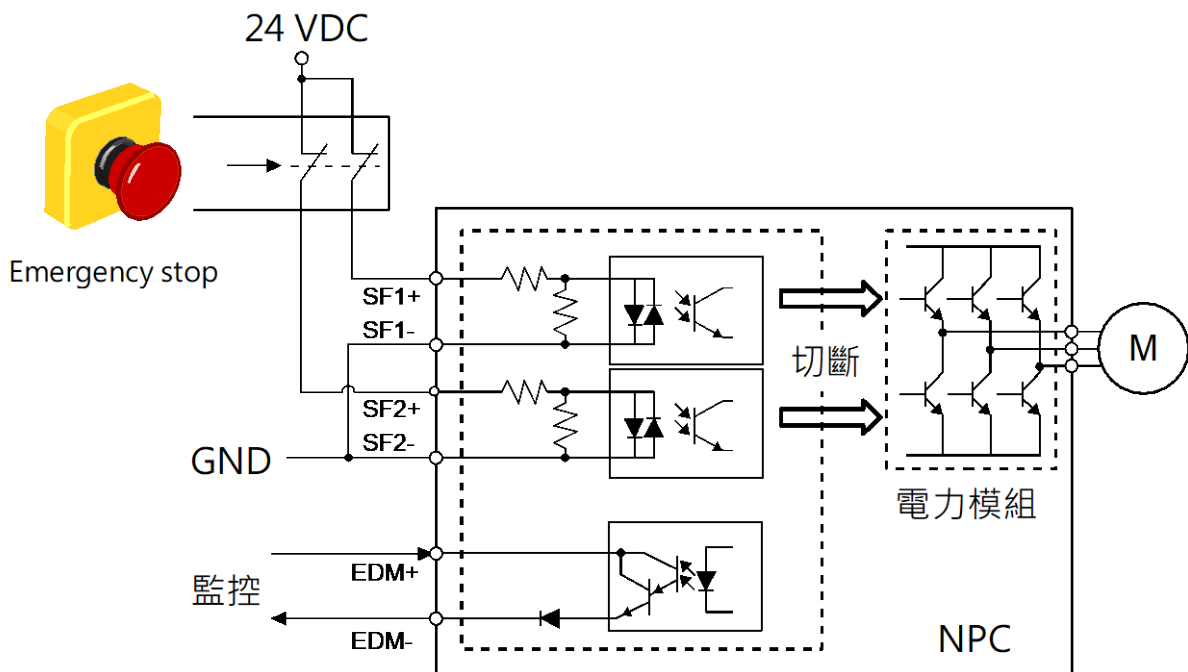 24 VDC
Emergency stop
SF1+
SF1-
切斷
M
SF2+
SF2-
GND
電力模組
EDM+
監控
EDM-
NPC